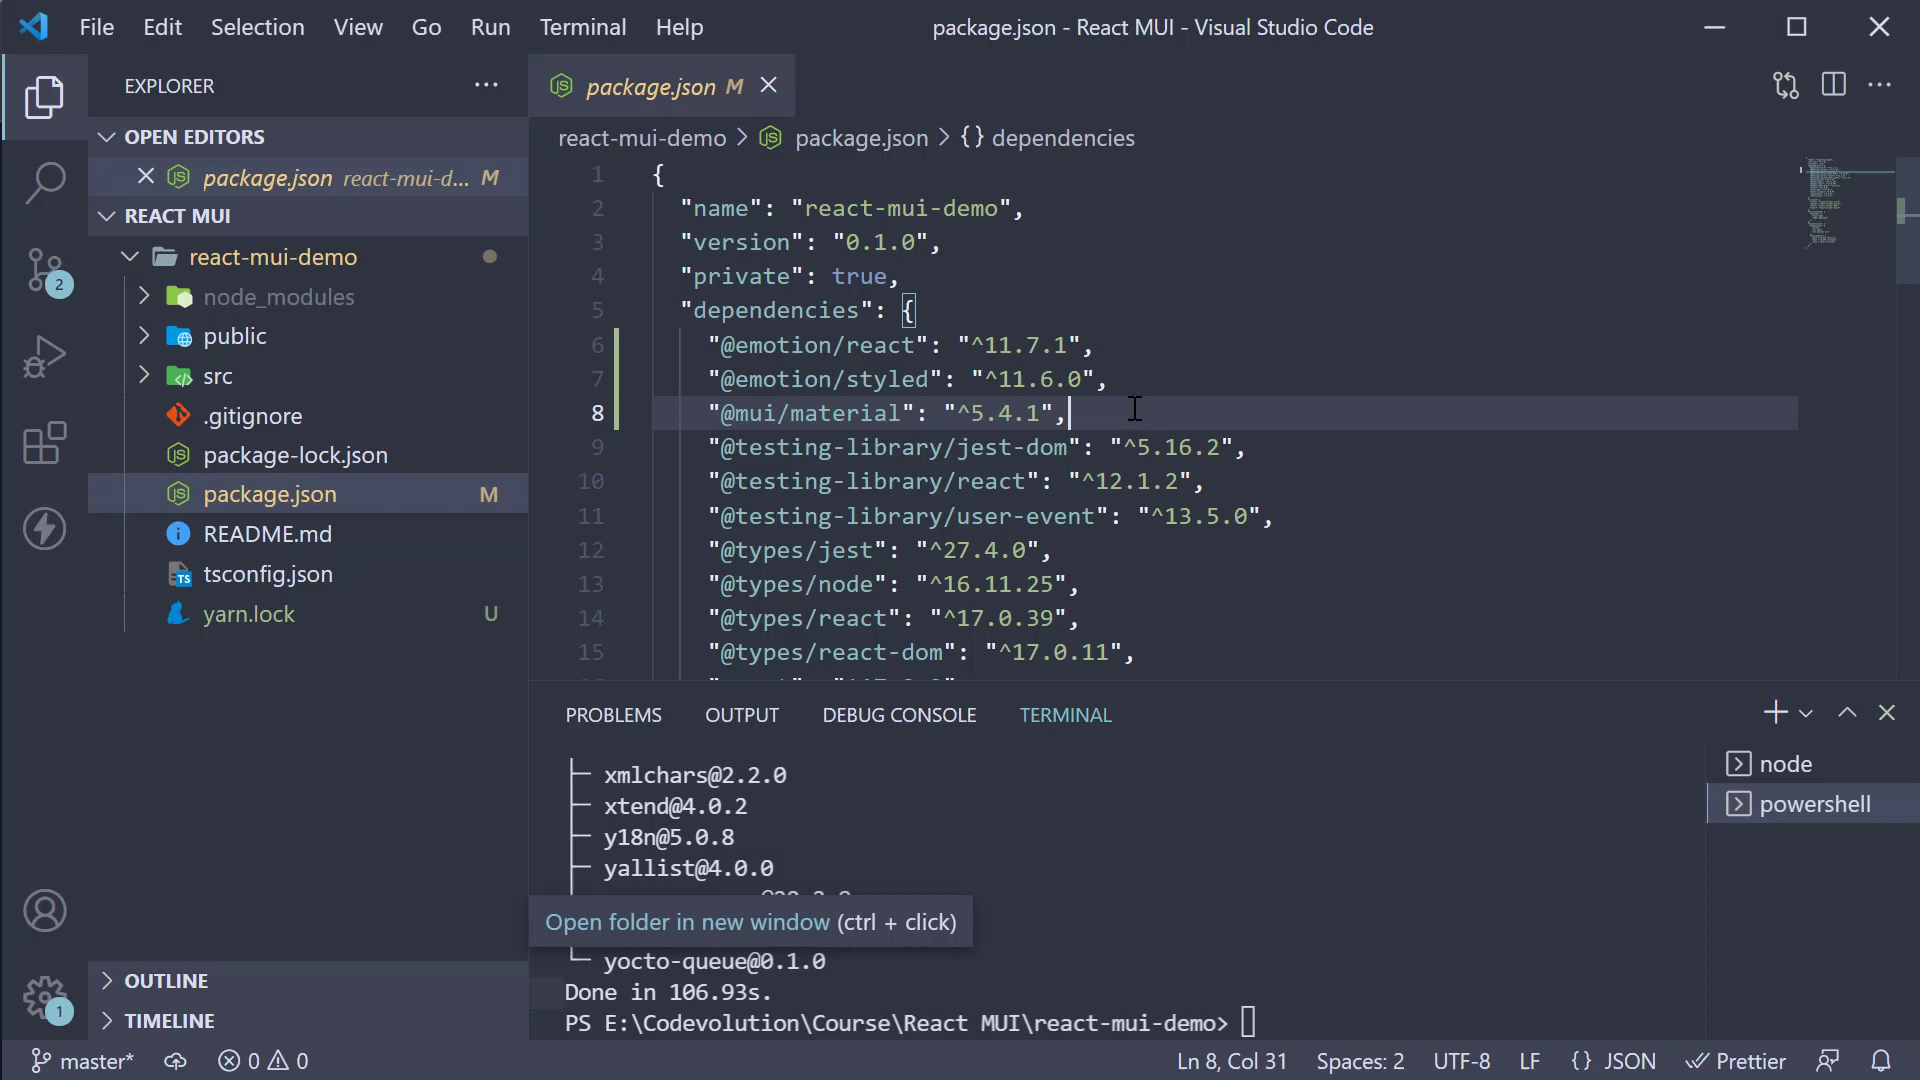 File Edit Selection View Go Run Terminal Help
package.json - React MUI - Visual Studio Code
EXPLORER
OPEN EDITORS
package.json react-mui-d... M
REACT MUI
react-mui-demo
node_modules
public
src
.gitignore
package-lock.json
package.json M
README.md
tsconfig.json
yarn.lock U
OUTLINE
TIMELINE
2
1
package.json M
react-mui-demo > package.json > {} dependencies
1 {
2 "name": "react-mui-demo",
3 "version": "0.1.0",
4 "private": true,
5 "dependencies": {
6 "@emotion/react": "^11.7.1",
7 "@emotion/styled": "^11.6.0",
8 "@mui/material": "^5.4.1",
9 "@testing-library/jest-dom": "^5.16.2",
10 "@testing-library/react": "^12.1.2",
11 "@testing-library/user-event": "^13.5.0",
12 "@types/jest": "^27.4.0",
13 "@types/node": "^16.11.25",
14 "@types/react": "^17.0.39",
15 "@types/react-dom": "^17.0.11",
PROBLEMS OUTPUT DEBUG CONSOLE TERMINAL
node
powershell
├─ xmlchars@2.2.0
├─ xtend@4.0.2
├─ y18n@5.0.8
├─ yallist@4.0.0
Open folder in new window (ctrl + click)
└─ yocto-queue@0.1.0
Done in 106.93s.
PS E:\Codevolution\Course\React MUI\react-mui-demo>
master* 0 0 Ln 8, Col 31 Spaces: 2 UTF-8 LF {} JSON Prettier